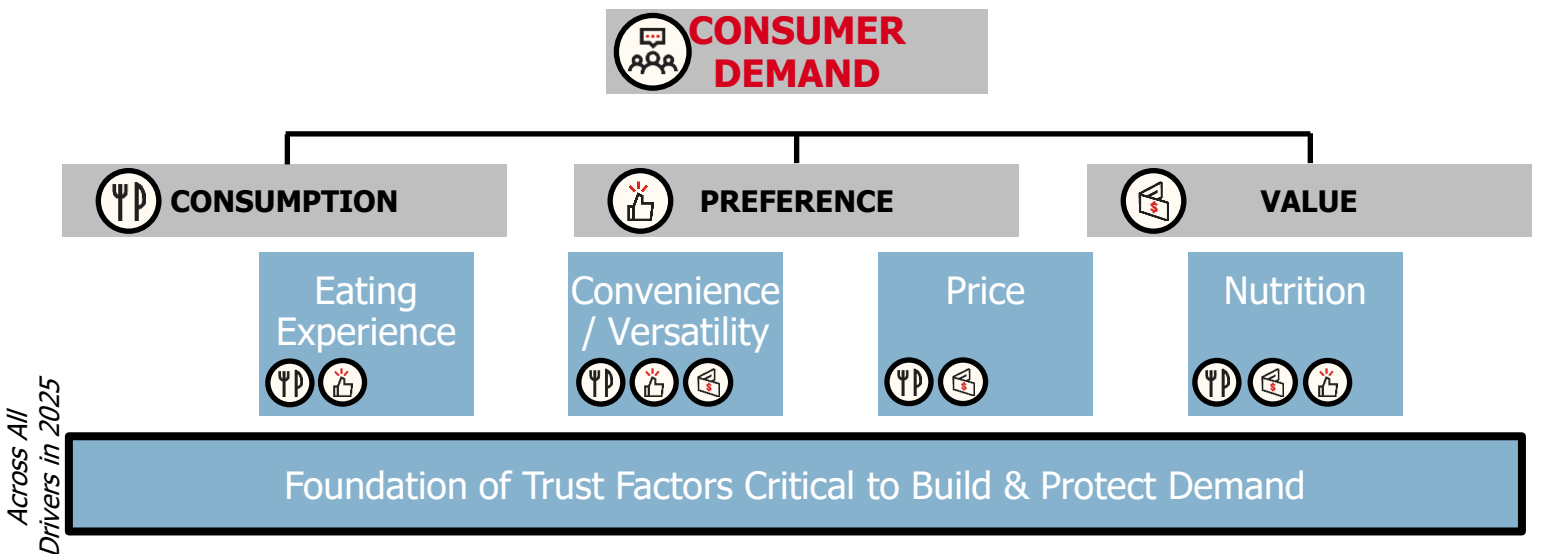 CONSUMER
DEMAND
CONSUMPTION
PREFERENCE
VALUE
Eating
Experience
Convenience
/ Versatility
Price
Nutrition
Across All
Drivers in 2025
Foundation of Trust Factors Critical to Build & Protect Demand